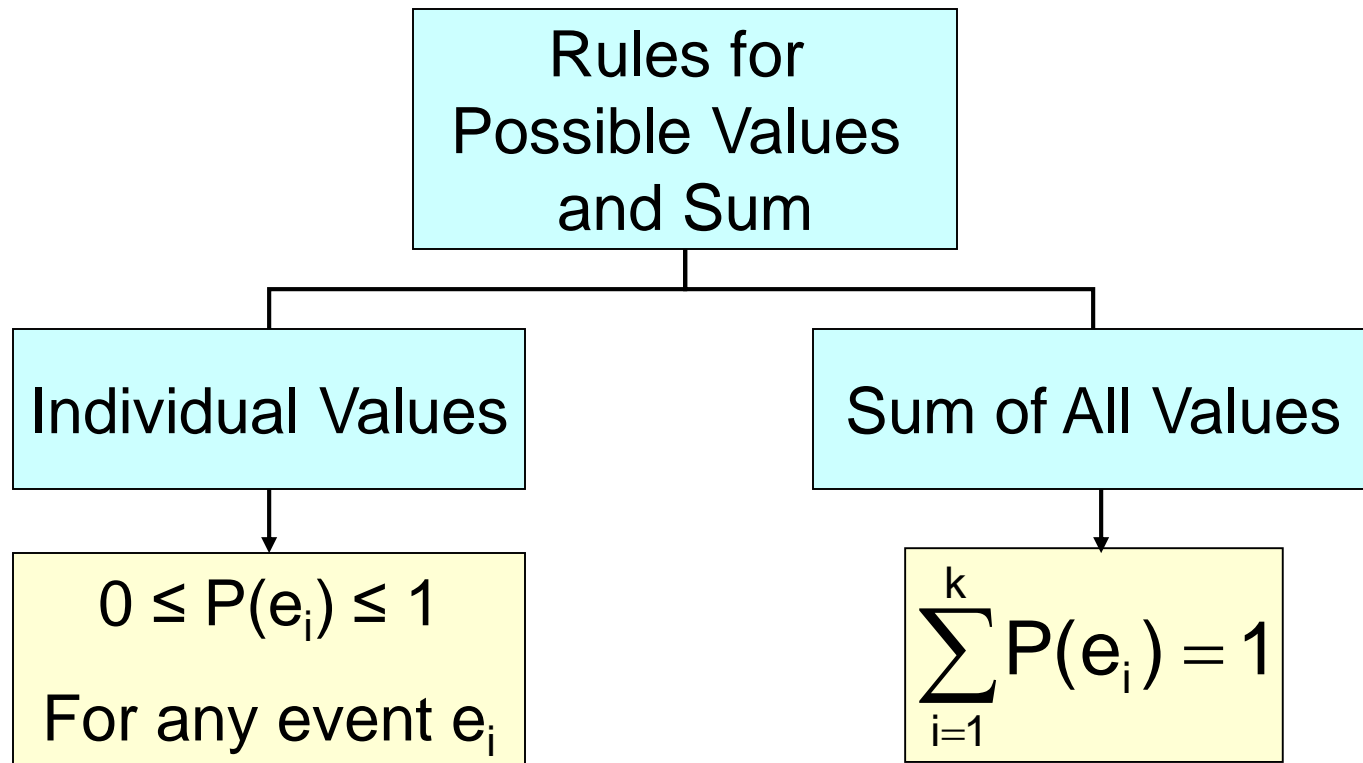 Rules for
Possible Values
and Sum
Individual Values
Sum of All Values
0 ≤ P(eᵢ) ≤ 1
For any event eᵢ
k
∑ P(eᵢ) = 1
i=1